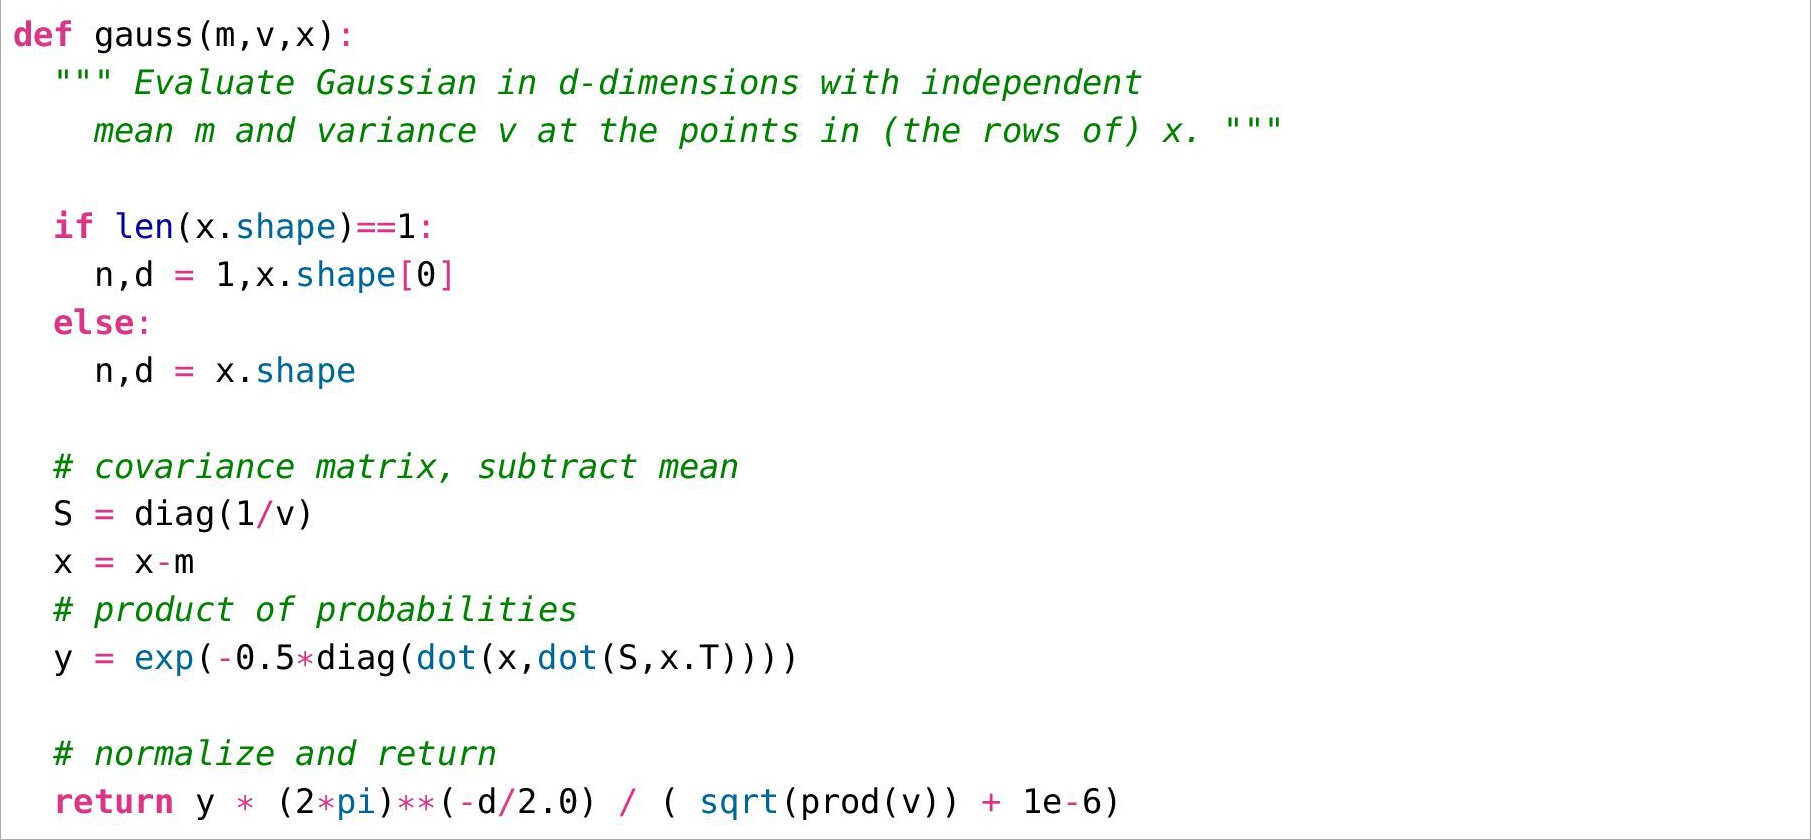 def gauss(m,v,x):
  """ Evaluate Gaussian in d-dimensions with independent
    mean m and variance v at the points in (the rows of) x. """

  if len(x.shape)==1:
    n,d = 1,x.shape[0]
  else:
    n,d = x.shape

  # covariance matrix, subtract mean
  S = diag(1/v)
  x = x-m
  # product of probabilities
  y = exp(-0.5*diag(dot(x,dot(S,x.T))))

  # normalize and return
  return y * (2*pi)**(-d/2.0) / ( sqrt(prod(v)) + 1e-6)